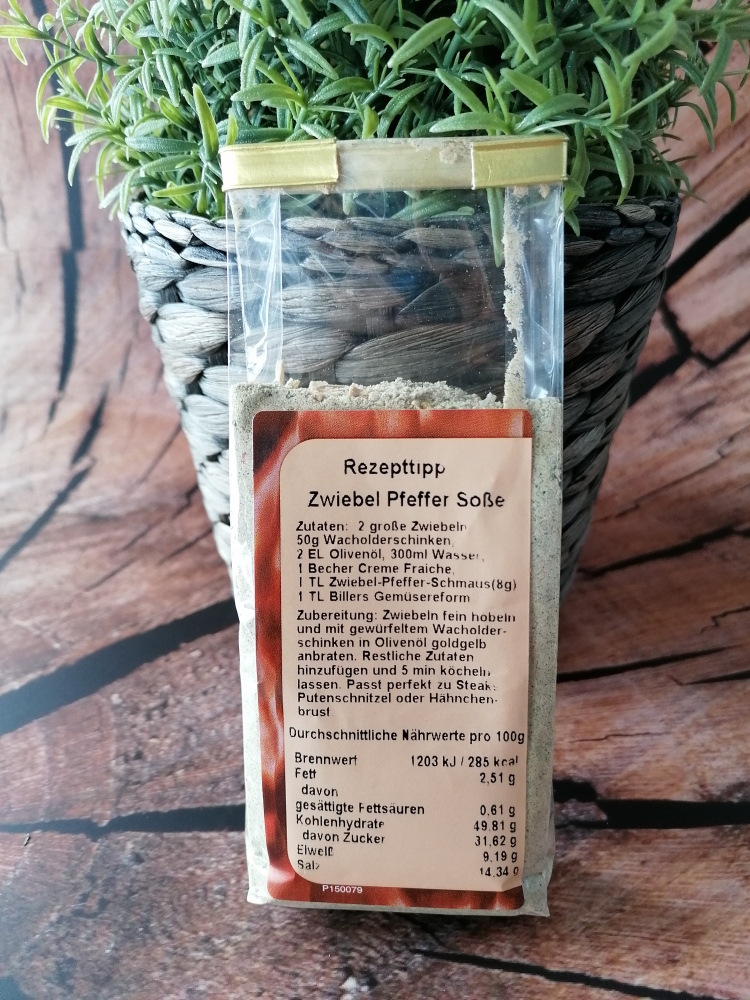 Rezepttipp
Zwiebel Pfeffer Soße
Zutaten: 2 große Zwiebeln
50g Wacholderschinken,
2 EL Olivenöl, 300ml Wasser,
1 Becher Creme Fraiche,
1 TL Zwiebel-Pfeffer-Schmaus(8g)
1 TL Billers Gemüsereform
Zubereitung: Zwiebeln fein hobeln
und mit gewürfeltem Wacholder-
schinken in Olivenöl goldgelb
anbraten. Restliche Zutaten
hinzufügen und 5 min köcheln
lassen. Passt perfekt zu Steak,
Putenschnitzel oder Hähnchen-
brust
Durchschnittliche Nährwerte pro 100g
Brennwert 1203 kJ / 285 kcal
Fett 2,51 g
davon
gesättigte Fettsäuren 0,61 g
Kohlenhydrate 49,81 g
davon Zucker 31,62 g
Eiweiß 9,19 g
Salz 14,34 g
P150079